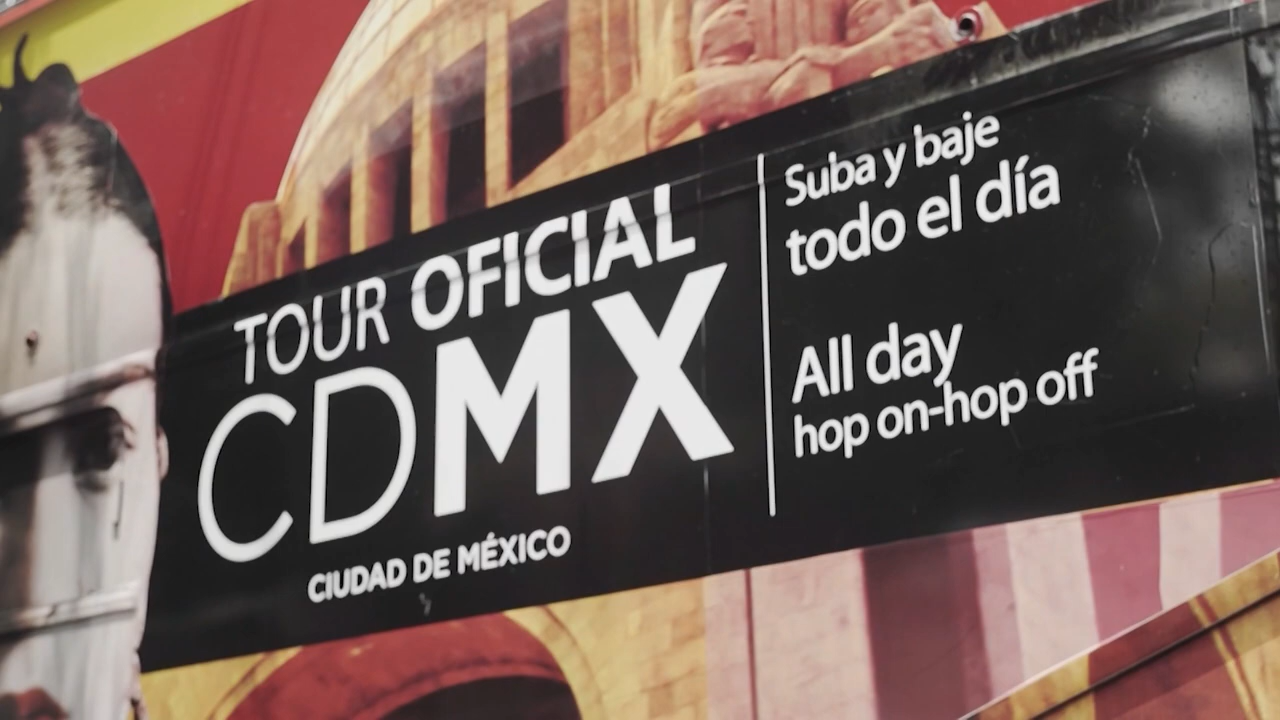 TOUR OFICIAL
CDMX
CIUDAD DE MÉXICO
Suba y baje
todo el día
All day
hop on-hop off